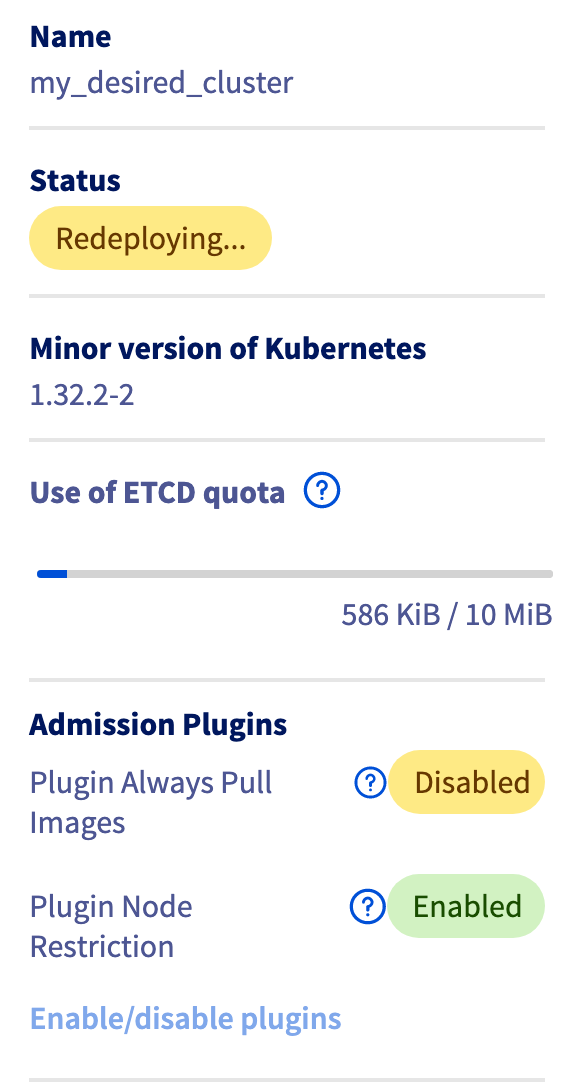 Name
my_desired_cluster
Status
Redeploying...
Minor version of Kubernetes
1.32.2-2
Use of ETCD quota ?
586 KiB / 10 MiB
Admission Plugins
Plugin Always Pull ? Disabled
Images
Plugin Node ? Enabled
Restriction
Enable/disable plugins